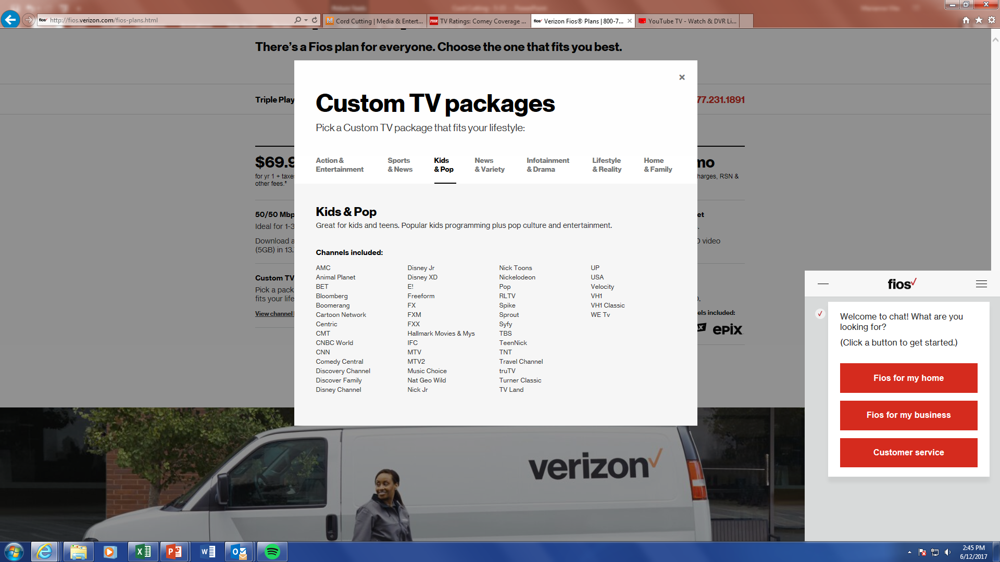 http://fios.verizon.com/fios-plans.html
Cord Cutting | Media & Entert...
TV Ratings: Comey Coverage ...
Verizon Fios® Plans | 800-7...
YouTube TV - Watch & DVR Li...
There's a Fios plan for everyone. Choose the one that fits you best.
Triple Play
77.231.1891
Custom TV packages
Pick a Custom TV package that fits your lifestyle:
Action & Entertainment
Sports & News
Kids & Pop
News & Variety
Infotainment & Drama
Lifestyle & Reality
Home & Family
$69.9
for yr 1 + taxes
other fees.
mo
harges, RSN &
50/50 Mbp
Ideal for 1-3
Download a
(5GB) in 13.
et
video
Custom TV
Pick a pack
fits your life
View channel
els included:
epix
Kids & Pop
Great for kids and teens. Popular kids programming plus pop culture and entertainment.
Channels included:
AMC
Animal Planet
BET
Bloomberg
Boomerang
Cartoon Network
Centric
CMT
CNBC World
CNN
Comedy Central
Discovery Channel
Discover Family
Disney Channel
Disney Jr
Disney XD
E!
Freeform
FX
FXM
FXX
Hallmark Movies & Mys
IFC
MTV
MTV2
Music Choice
Nat Geo Wild
Nick Jr
Nick Toons
Nickelodeon
Pop
RLTV
Spike
Sprout
Syfy
TBS
TeenNick
TNT
Travel Channel
truTV
Turner Classic
TV Land
UP
USA
Velocity
VH1
VH1 Classic
WE Tv
fios
Welcome to chat! What are you
looking for?
(Click a button to get started.)
Fios for my home
Fios for my business
Customer service
verizon
2:45 PM
6/12/2017